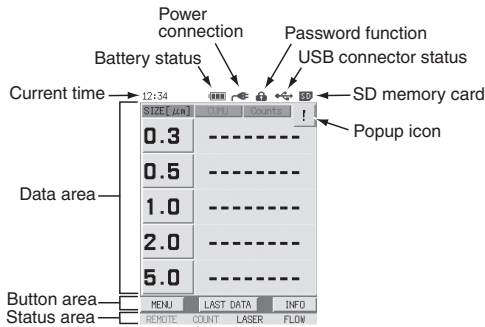 Power
connection
Password function
Battery status
USB connector status
Current time
12:34
SD
SD memory card
SIZE[μm] CUMU Counts !
Popup icon
0.3 --------
0.5 --------
Data area
1.0 --------
2.0 --------
5.0 --------
Button area
MENU LAST DATA INFO
Status area
REMOTE COUNT LASER FLOW